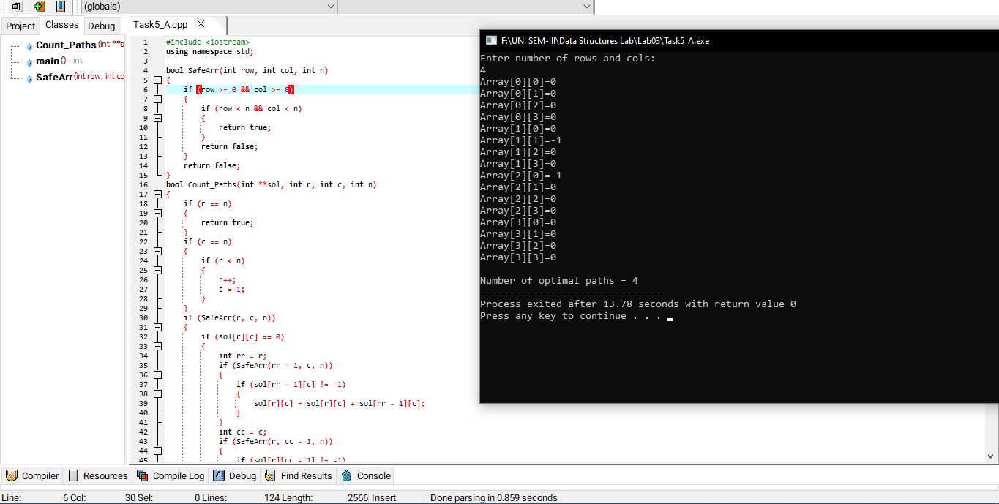 (globals)
Project Classes Debug
Count_Paths (int **s
main () : int
SafeArr (int row, int co
Task5_A.cpp
1 #include <iostream>
2 using namespace std;
3
4 bool SafeArr(int row, int col, int n)
5 {
6 if (row >= 0 && col >= 0)
7 {
8 if (row < n && col < n)
9 {
10 return true;
11 }
12 return false;
13 }
14 return false;
15 }
16 bool Count_Paths(int **sol, int r, int c, int n)
17 {
18 if (r == n)
19 {
20 return true;
21 }
22 if (c == n)
23 {
24 if (r < n)
25 {
26 r++;
27 c = 1;
28 }
29 }
30 if (SafeArr(r, c, n))
31 {
32 if (sol[r][c] == 0)
33 {
34 int rr = r;
35 if (SafeArr(rr - 1, c, n))
36 {
37 if (sol[rr - 1][c] != -1)
38 {
39 sol[r][c] = sol[r][c] + sol[rr - 1][c];
40 }
41 }
42 int cc = c;
43 if (SafeArr(r, cc - 1, n))
44 {
45 if (sol[r][cc - 1] != -1)
F:\UNI SEM-III\Data Structures Lab\Lab03\Task5_A.exe
Enter number of rows and cols:
4
Array[0][0]=0
Array[0][1]=0
Array[0][2]=0
Array[0][3]=0
Array[1][0]=0
Array[1][1]=-1
Array[1][2]=0
Array[1][3]=0
Array[2][0]=-1
Array[2][1]=0
Array[2][2]=0
Array[2][3]=0
Array[3][0]=0
Array[3][1]=0
Array[3][2]=0
Array[3][3]=0
Number of optimal paths = 4
--------------------------------
Process exited after 13.78 seconds with return value 0
Press any key to continue . . .
Compiler Resources Compile Log Debug Find Results Console
Line: 6 Col: 30 Sel: 0 Lines: 124 Length: 2566 Insert Done parsing in 0.859 seconds